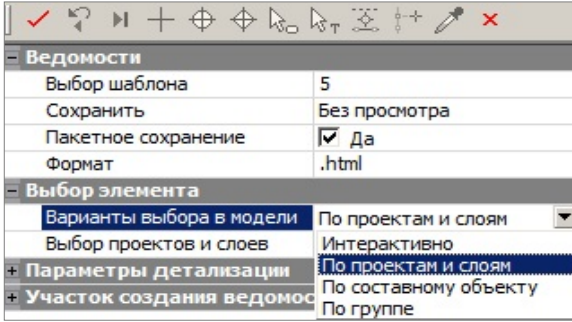 Ведомости
Выбор шаблона 5
Сохранить Без просмотра
Пакетное сохранение Да
Формат .html
Выбор элемента
Варианты выбора в модели По проектам и слоям
Выбор проектов и слоев Интерактивно
Параметры детализации По проектам и слоям
Участок создания ведомос По составному объекту
По группе